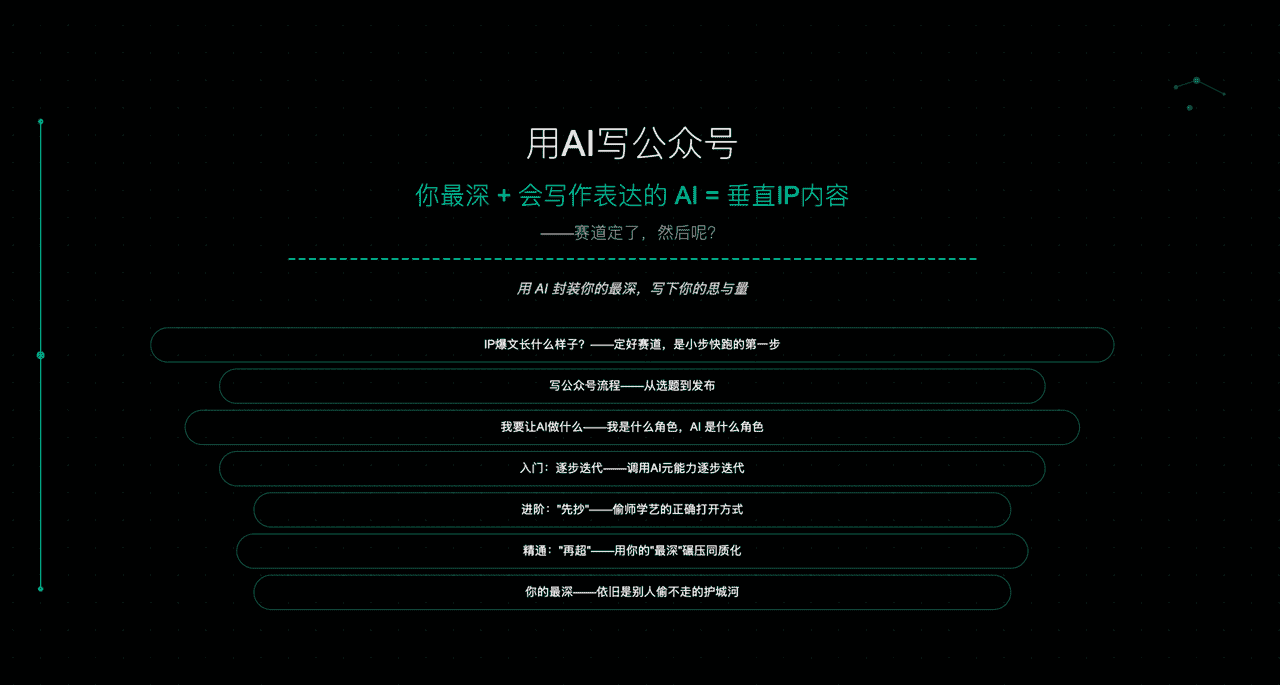 用AI写公众号
你最深 + 会写作表达的 AI = 垂直IP内容
——赛道定了，然后呢？
用 AI 封装你的最深，写下你的思与量
IP爆文长什么样子？——定好赛道，是小步快跑的第一步
写公众号流程——从选题到发布
我要让AI做什么——我是什么角色，AI 是什么角色
入门：逐步迭代——调用AI元能力逐步迭代
进阶："先抄"——偷师学艺的正确打开方式
精通："再超"——用你的"最深"碾压同质化
你的最深——依旧是别人偷不走的护城河